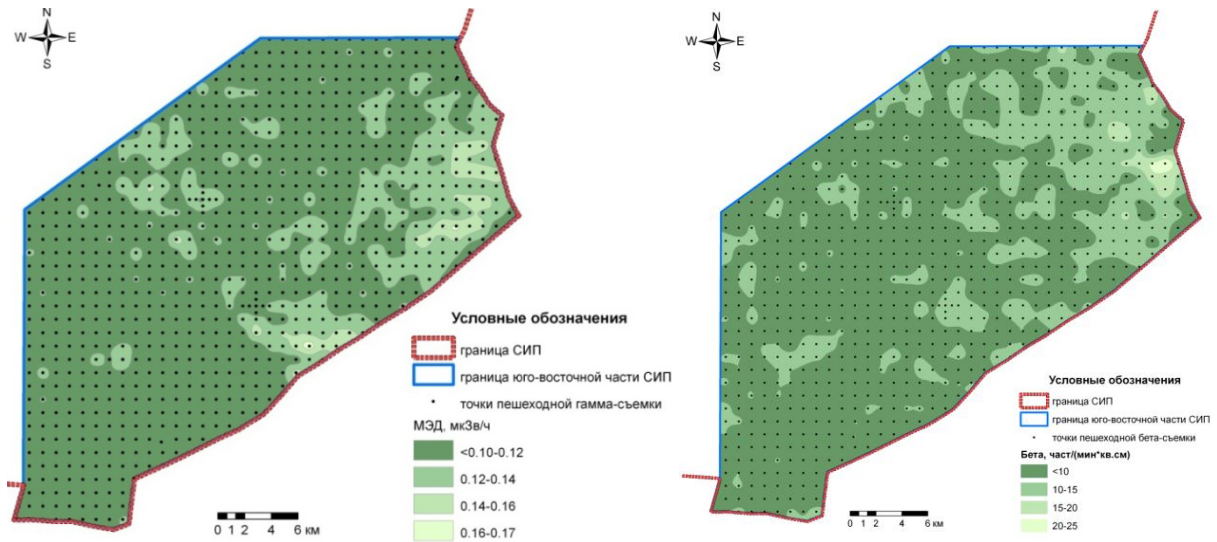 N
W E
S
Условные обозначения
граница СИП
граница юго-восточной части СИП
точки пешеходной гамма-съемки
МЭД, мкЗв/ч
<0.10-0.12
0.12-0.14
0.14-0.16
0.16-0.17
0 1 2 4 6 км
N
W E
S
Условные обозначения
граница СИП
граница юго-восточной части СИП
точки пешеходной бета-съемки
Бета, част/(мин*кв.см)
<10
10-15
15-20
20-25
0 1 2 4 6 км